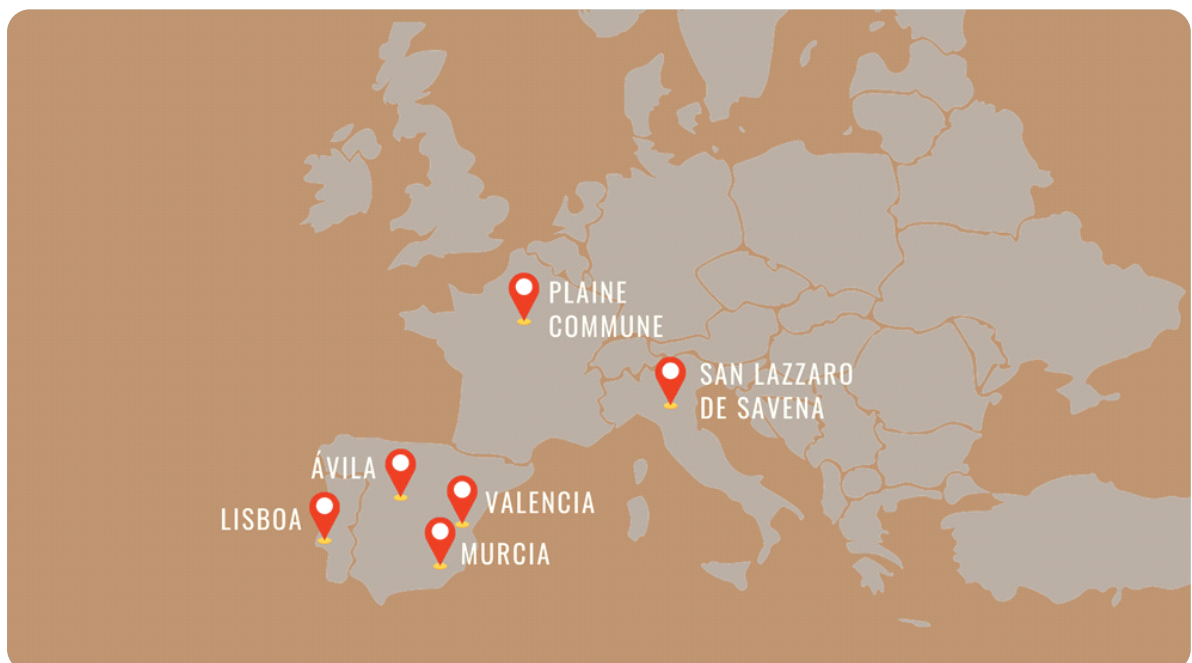 PLAINE
COMMUNE
SAN LAZZARO
DE SAVENA
ÁVILA
VALENCIA
LISBOA
MURCIA